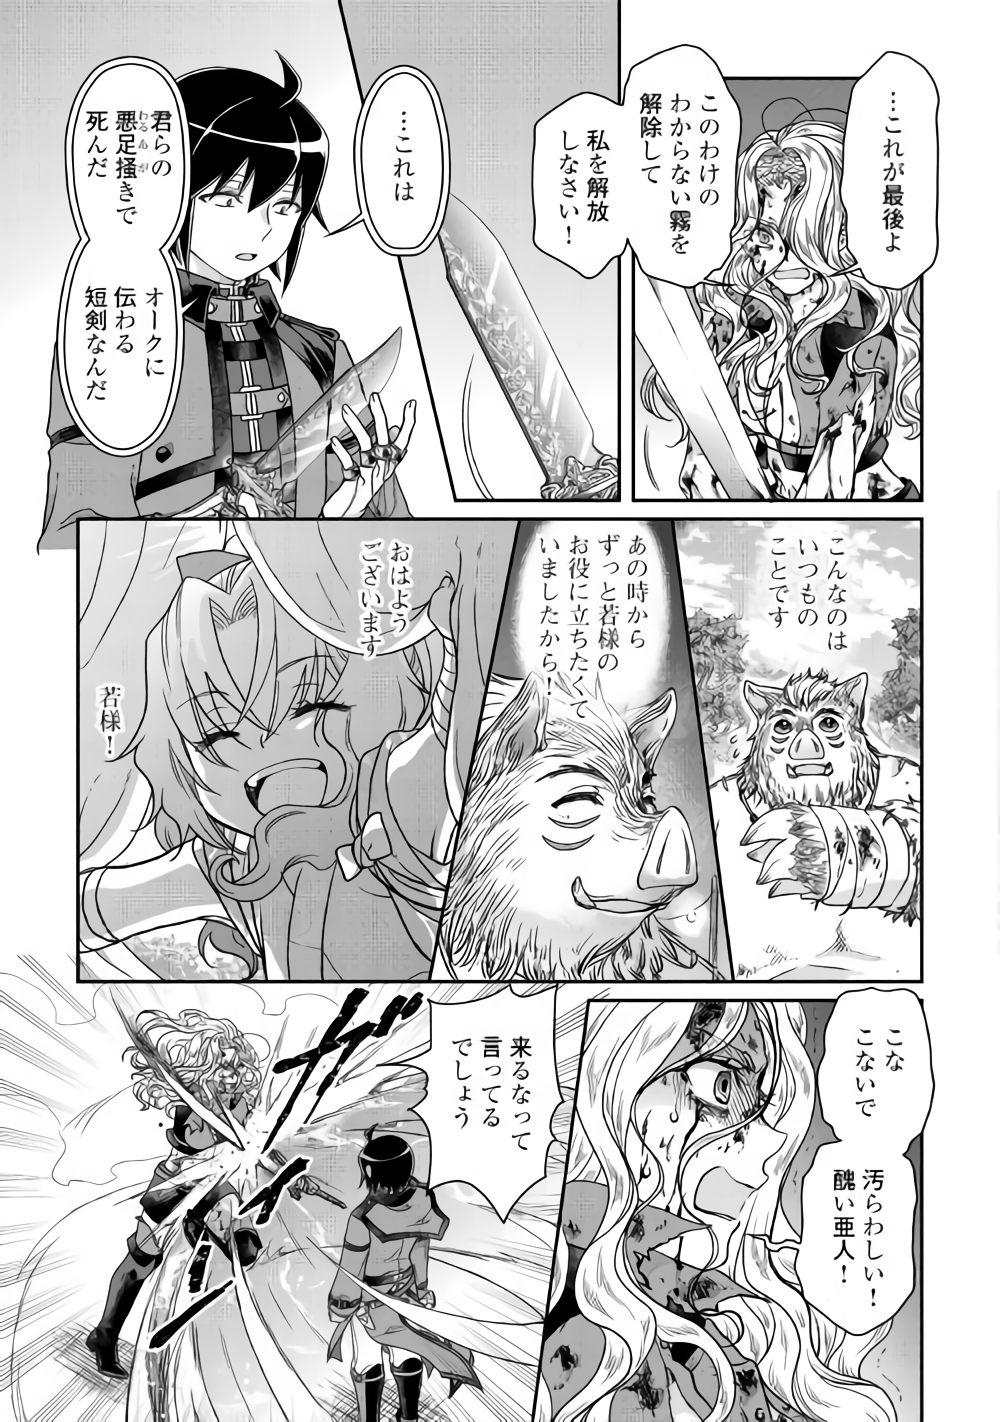 …これが最後よ
このわけの
わからない霧を
解除して
私を解放
しなさい！
…これは
君らの
悪足掻きで
わるあが
死んだ
オークに
伝わる
短剣なんだ
こんなのは
いつもの
ことです
あの時から
ずっと若様の
お役に立ちたくて
いましたから！
おはよう
ございます
若様！
こな
こないで
汚らわしい！
醜い亜人！
来るなって
言ってる
でしょう